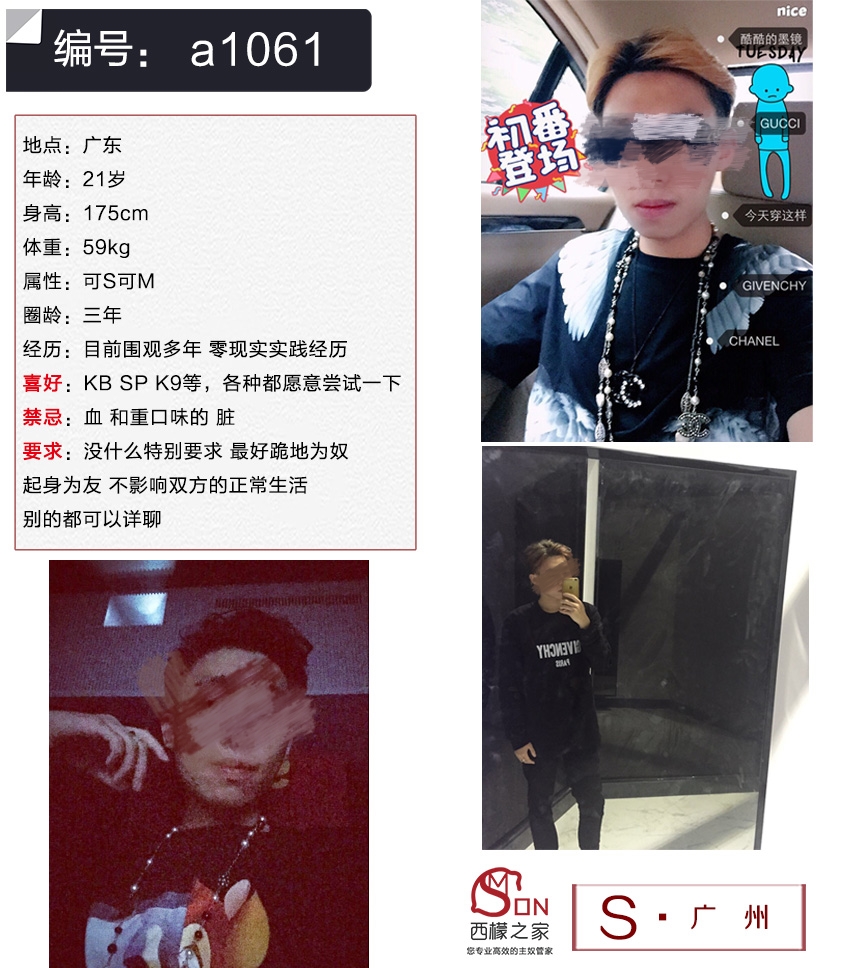 编号： a1061
地点：广东
年龄：21岁
身高：175cm
体重：59kg
属性：可S可M
圈龄：三年
经历：目前围观多年 零现实实践经历
喜好：KB SP K9等，各种都愿意尝试一下
禁忌：血 和重口味的 脏
要求：没什么特别要求 最好跪地为奴
起身为友 不影响双方的正常生活
别的都可以详聊
nice
酷酷的墨镜
TUESDAY
GUCCI
初番
登场
今天穿这样
GIVENCHY
CHANEL
GIVENCHY
PARIS
SMON
西檬之家
您专业高效的主奴管家
S·广 州